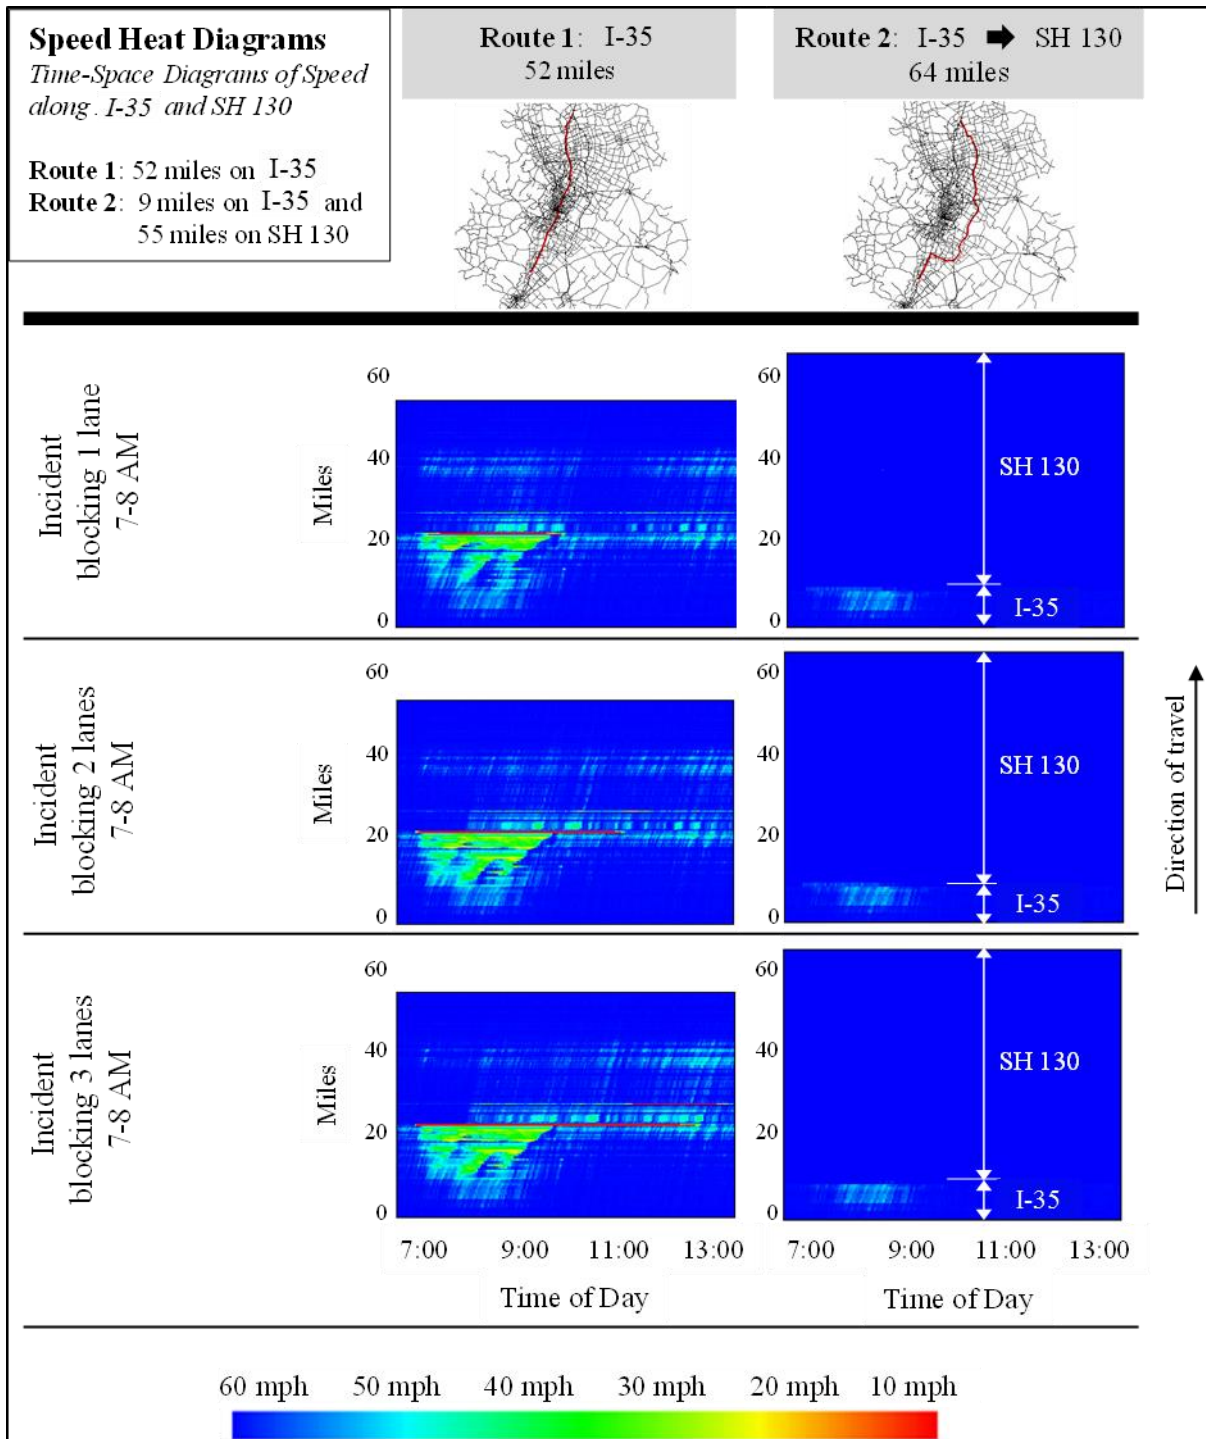 Speed Heat Diagrams
Time-Space Diagrams of Speed
along. I-35 and SH 130
Route 1: 52 miles on I-35
Route 2: 9 miles on I-35 and
55 miles on SH 130
Route 1: I-35
52 miles
Route 2: I-35 → SH 130
64 miles
Incident
blocking 1 lane
7-8 AM
Miles
60
40
20
0
60
40
20
0
SH 130
I-35
Incident
blocking 2 lanes
7-8 AM
Miles
60
40
20
0
60
40
20
0
SH 130
I-35
Direction of travel
Incident
blocking 3 lanes
7-8 AM
Miles
60
40
20
0
60
40
20
0
SH 130
I-35
7:00 9:00 11:00 13:00
7:00 9:00 11:00 13:00
Time of Day
Time of Day
60 mph 50 mph 40 mph 30 mph 20 mph 10 mph